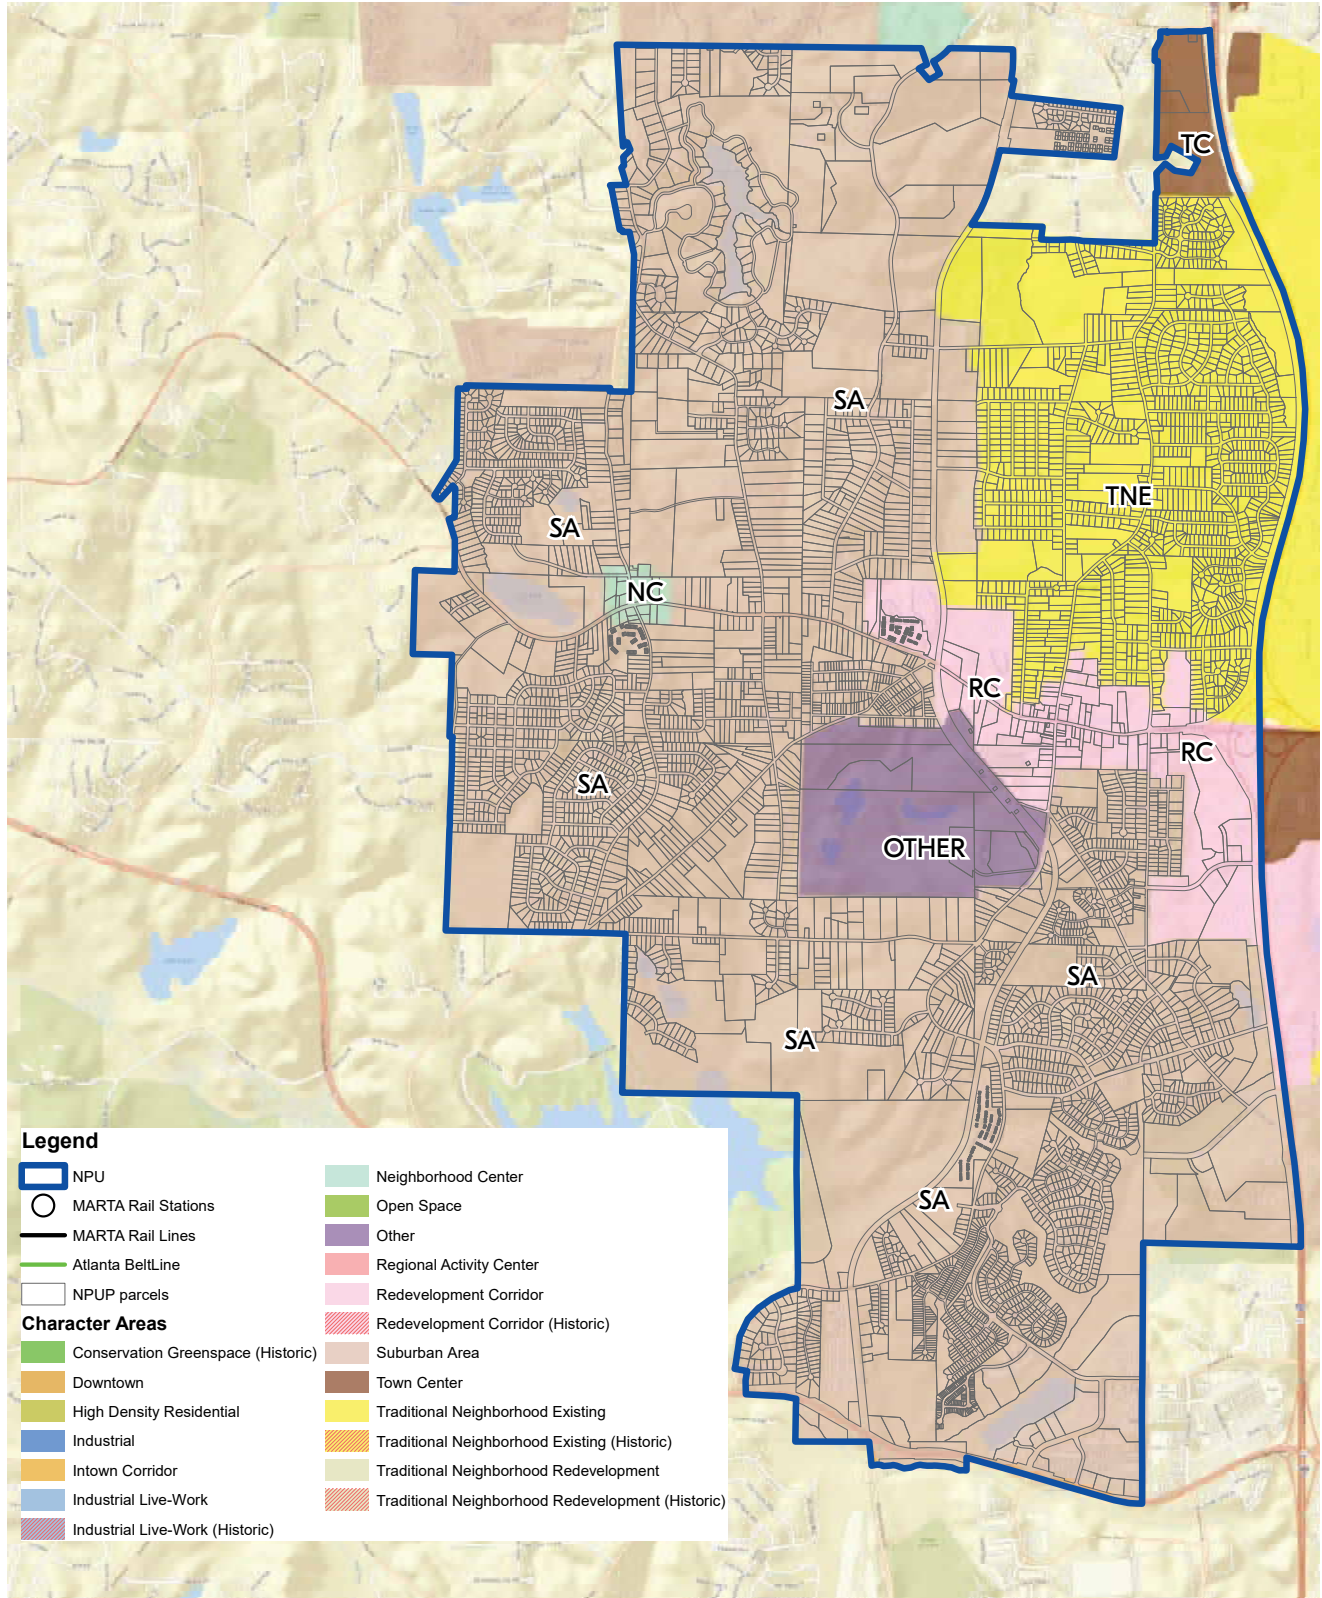 TC
SA
TNE
SA
NC
RC
RC
SA
OTHER
SA
SA
SA
Legend
NPU
MARTA Rail Stations
MARTA Rail Lines
Atlanta BeltLine
NPUP parcels
Character Areas
Conservation Greenspace (Historic)
Downtown
High Density Residential
Industrial
Intown Corridor
Industrial Live-Work
Industrial Live-Work (Historic)
Neighborhood Center
Open Space
Other
Regional Activity Center
Redevelopment Corridor
Redevelopment Corridor (Historic)
Suburban Area
Town Center
Traditional Neighborhood Existing
Traditional Neighborhood Existing (Historic)
Traditional Neighborhood Redevelopment
Traditional Neighborhood Redevelopment (Historic)